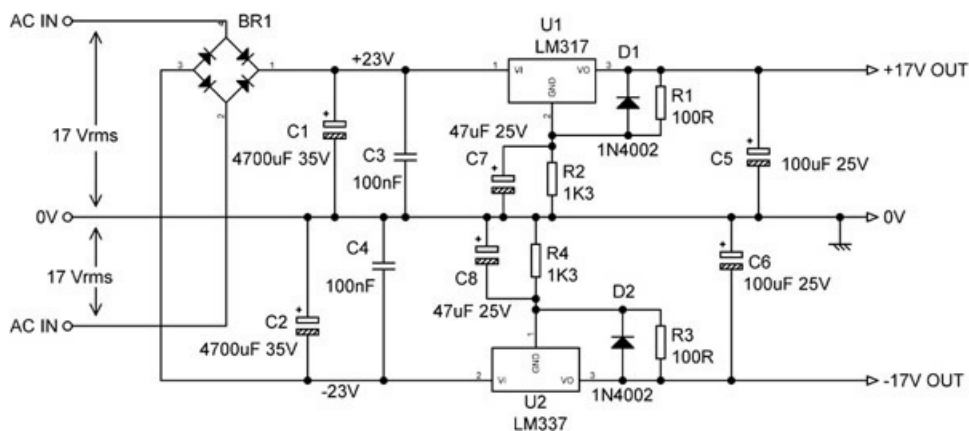 AC IN
BR1
4
3
1
2
+23V
17 Vrms
C1
4700uF 35V
C3
100nF
U1
LM317
1
VI
VO
3
GND
2
D1
1N4002
R1
100R
47uF 25V
C7
R2
1K3
C5
100uF 25V
+17V OUT
0V
0V
17 Vrms
AC IN
C2
4700uF 35V
C4
100nF
-23V
C8
47uF 25V
R4
1K3
D2
1N4002
R3
100R
C6
100uF 25V
1
GND
2
VI
VO
3
U2
LM337
-17V OUT